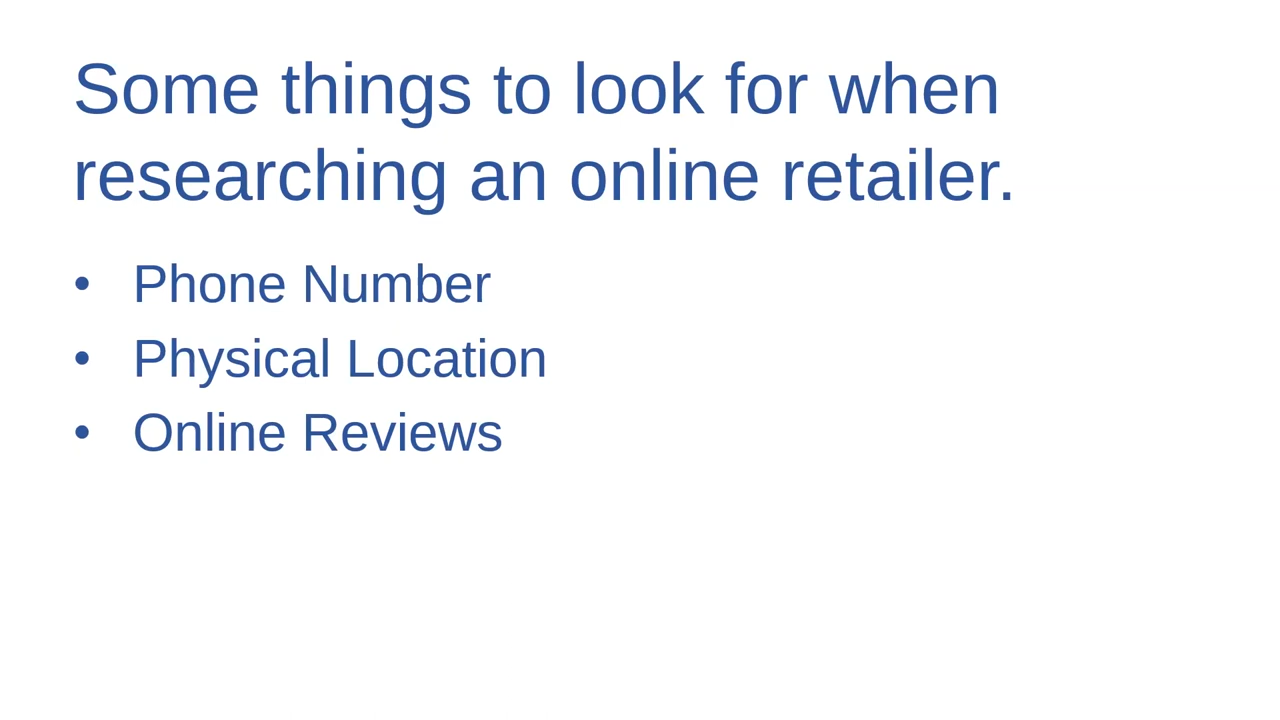 Some things to look for when
researching an online retailer.
• Phone Number
• Physical Location
• Online Reviews